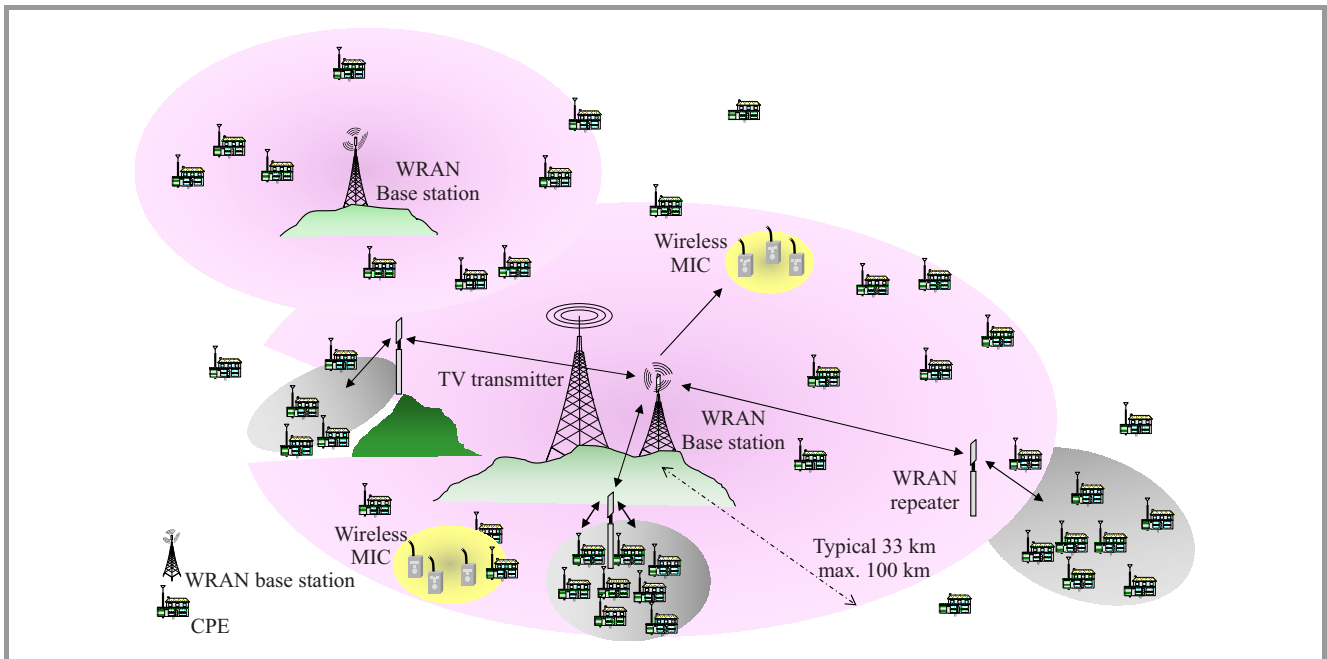 WRAN
Base station
Wireless
MIC
TV transmitter
WRAN
Base station
WRAN
repeater
Wireless
MIC
Typical 33 km
max. 100 km
WRAN base station
CPE